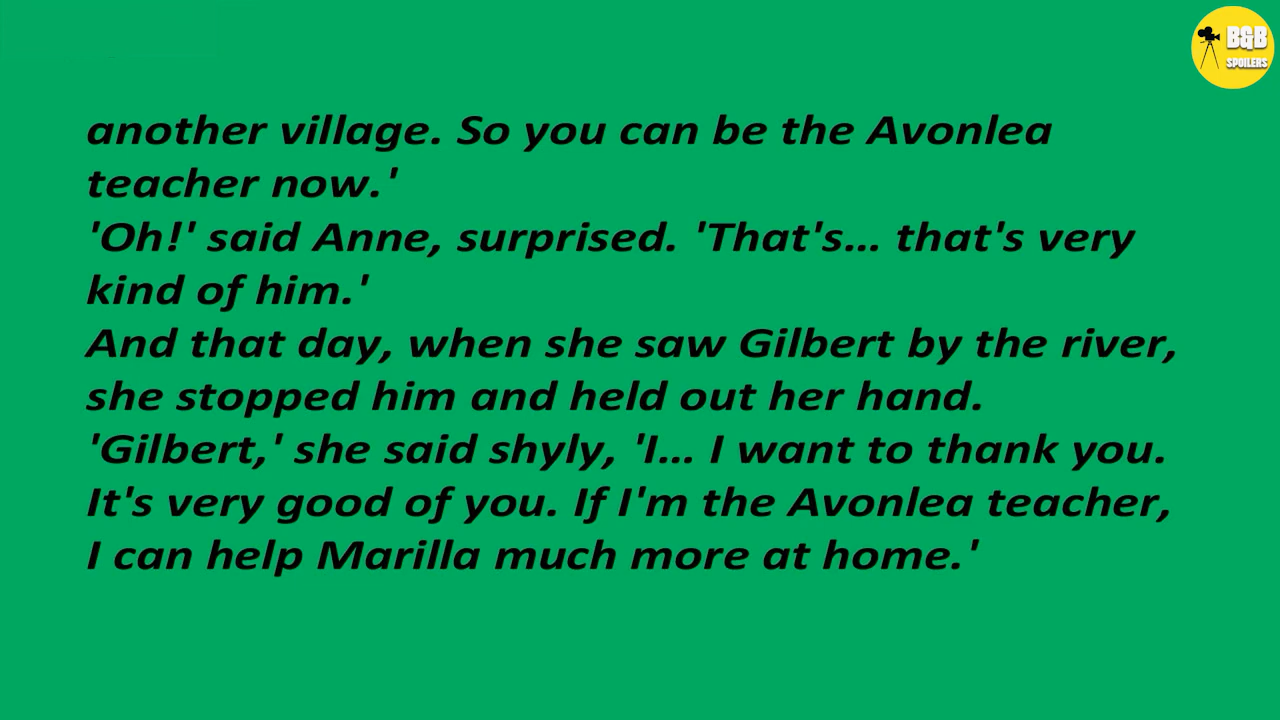 B&B
SPOILERS
another village. So you can be the Avonlea
teacher now.'
'Oh!' said Anne, surprised. 'That's... that's very
kind of him.'
And that day, when she saw Gilbert by the river,
she stopped him and held out her hand.
'Gilbert,' she said shyly, 'I... I want to thank you.
It's very good of you. If I'm the Avonlea teacher,
I can help Marilla much more at home.'